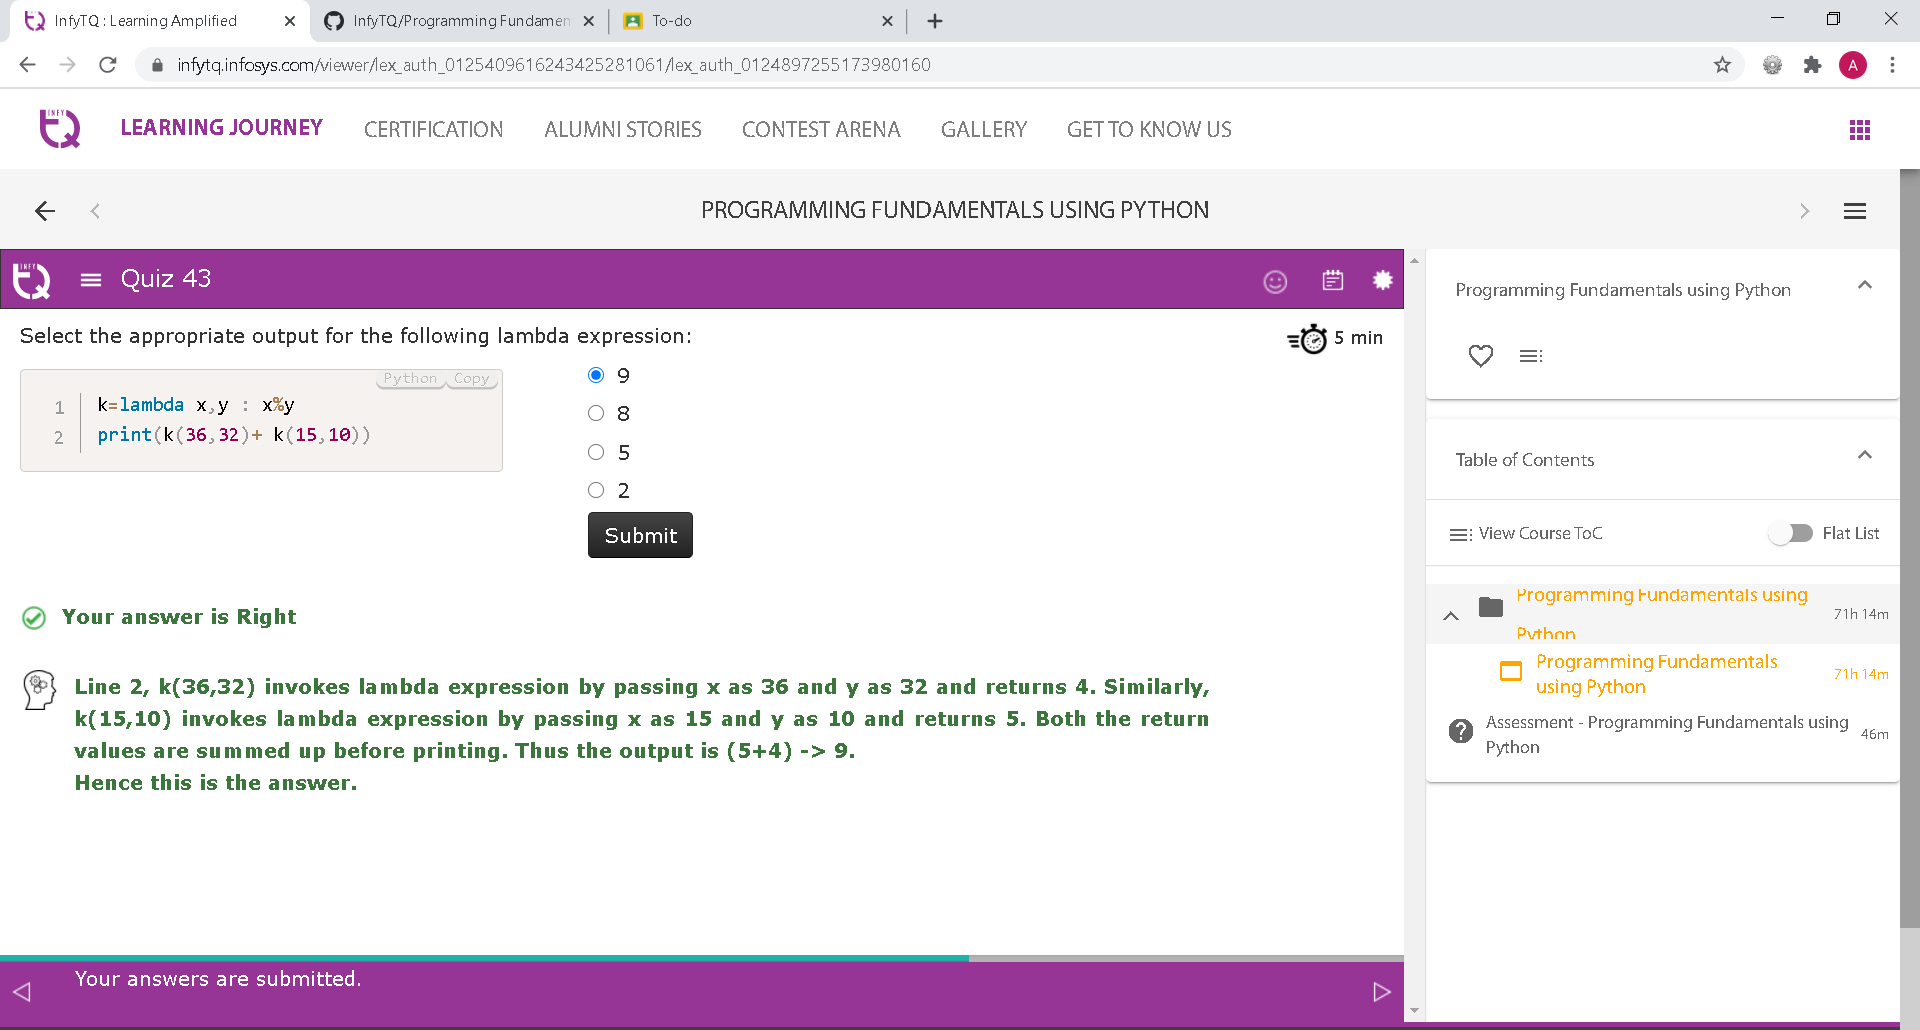 InfyTQ : Learning Amplified
InfyTQ/Programming Fundamen
To-do
infytq.infosys.com/viewer/lex_auth_0125409616243425281061/lex_auth_0124897255173980160
A
INFY
LEARNING JOURNEY
CERTIFICATION
ALUMNI STORIES
CONTEST ARENA
GALLERY
GET TO KNOW US
PROGRAMMING FUNDAMENTALS USING PYTHON
INFY
Quiz 43
Select the appropriate output for the following lambda expression:
5 min
Python
Copy
1 k=lambda x,y : x%y
2 print(k(36,32)+ k(15,10))
9
8
5
2
Submit
Your answer is Right
Line 2, k(36,32) invokes lambda expression by passing x as 36 and y as 32 and returns 4. Similarly,
k(15,10) invokes lambda expression by passing x as 15 and y as 10 and returns 5. Both the return
values are summed up before printing. Thus the output is (5+4) -> 9.
Hence this is the answer.
Your answers are submitted.
Programming Fundamentals using Python
Table of Contents
View Course ToC
Flat List
Programming Fundamentals using
Python
71h 14m
Programming Fundamentals
using Python
71h 14m
Assessment - Programming Fundamentals using
Python
46m